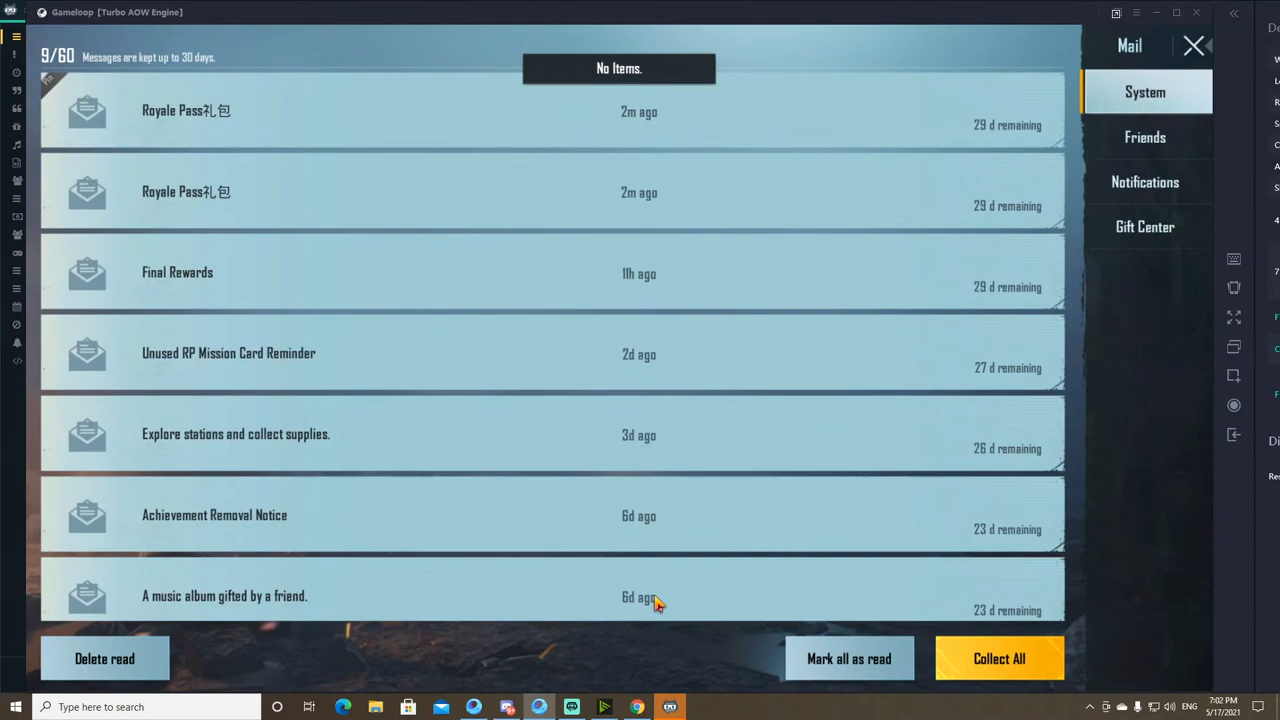 Gameloop [Turbo AOW Engine]
9/60 Messages are kept up to 30 days.
No Items.
Mail
System
Friends
Notifications
Gift Center
Royale Pass礼包
2m ago
29 d remaining
Royale Pass礼包
2m ago
29 d remaining
Final Rewards
11h ago
29 d remaining
Unused RP Mission Card Reminder
2d ago
27 d remaining
Explore stations and collect supplies.
3d ago
26 d remaining
Achievement Removal Notice
6d ago
23 d remaining
A music album gifted by a friend.
6d ago
23 d remaining
Delete read
Mark all as read
Collect All
Type here to search
7:02 PM
5/17/2021